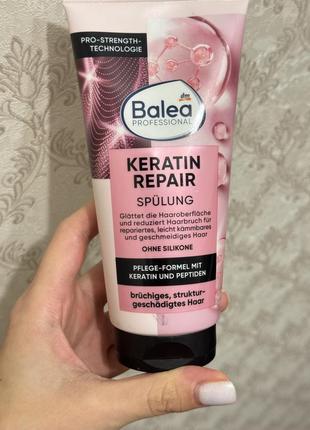 PRO-STRENGTH-
TECHNOLOGIE
dm
Balea
PROFESSIONAL
KERATIN
REPAIR
SPÜLUNG
Glättet die Haaroberfläche
und reduziert Haarbruch für
repariertes, leicht kämmbares
und geschmeidiges Haar
OHNE SILIKONE
PFLEGE-FORMEL MIT
KERATIN UND PEPTIDEN
brüchiges, struktur-
geschädigtes Haar